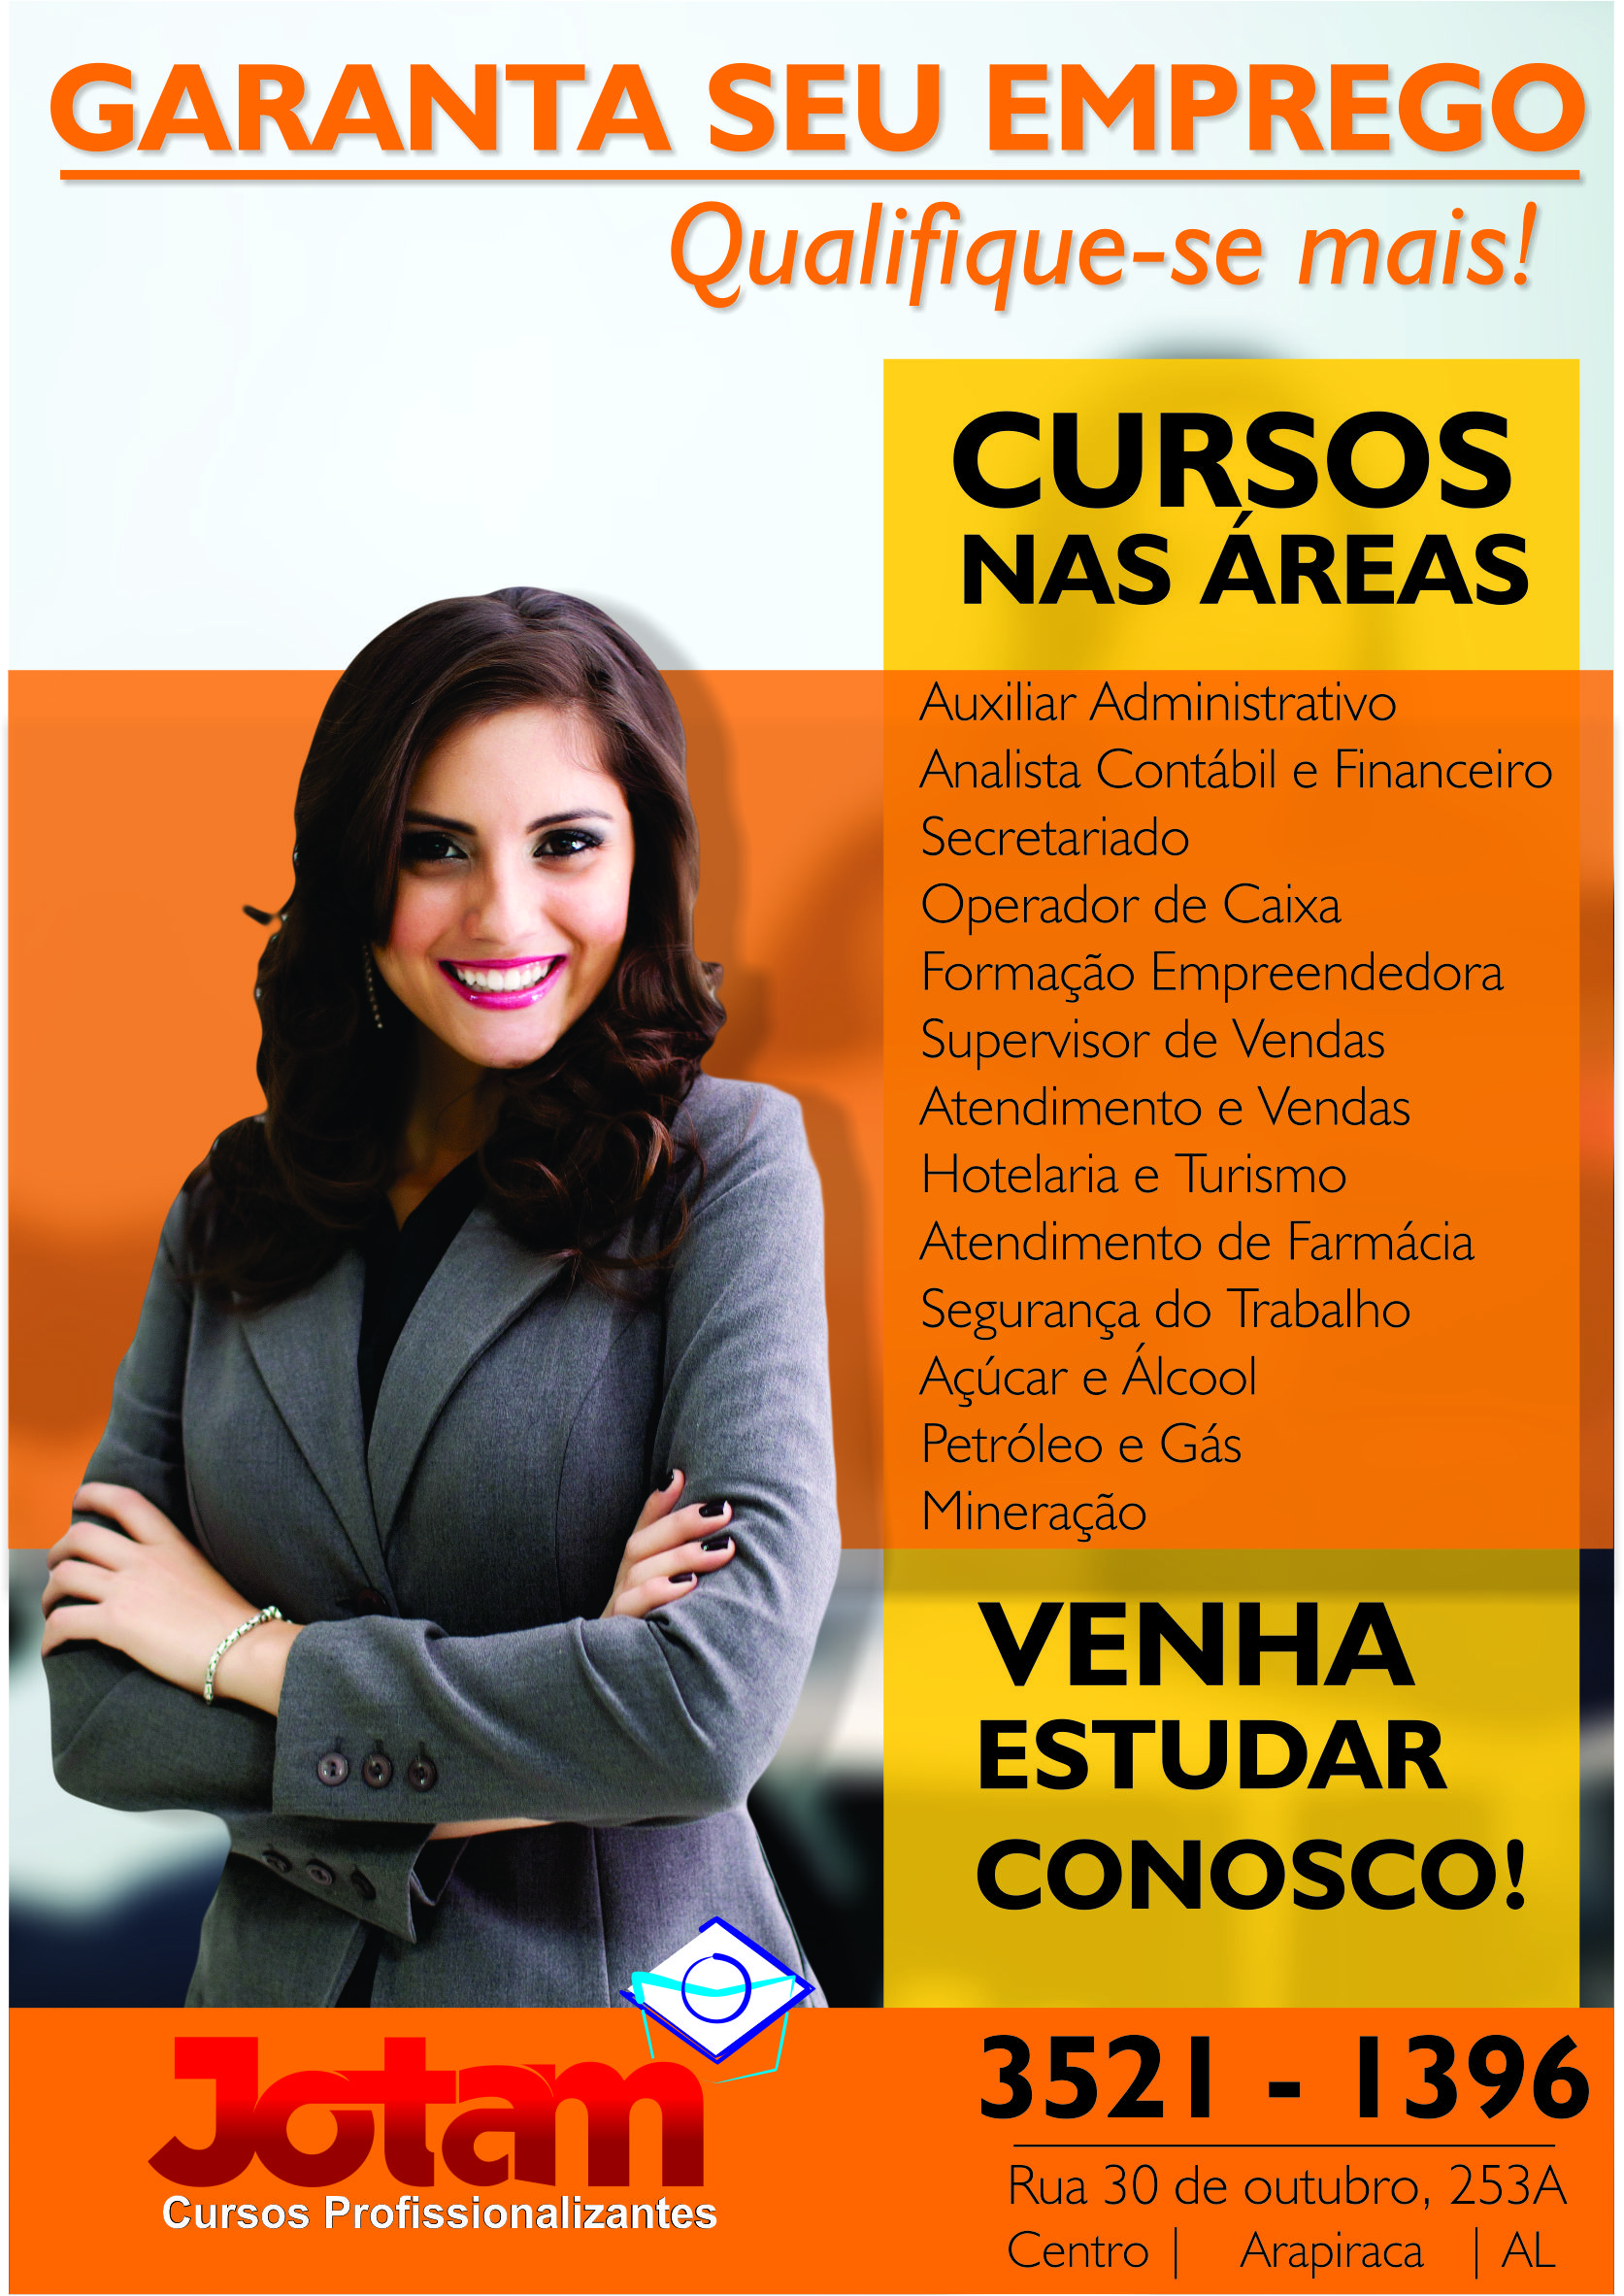 GARANTA SEU EMPREGO
Qualifique-se mais!
CURSOS
NAS ÁREAS
Auxiliar Administrativo
Analista Contábil e Financeiro
Secretariado
Operador de Caixa
Formação Empreendedora
Supervisor de Vendas
Atendimento e Vendas
Hotelaria e Turismo
Atendimento de Farmácia
Segurança do Trabalho
Açúcar e Álcool
Petróleo e Gás
Mineração
VENHA
ESTUDAR
CONOSCO!
Jotam
Cursos Profissionalizantes
3521 - 1396
Rua 30 de outubro, 253A
Centro | Arapiraca | AL